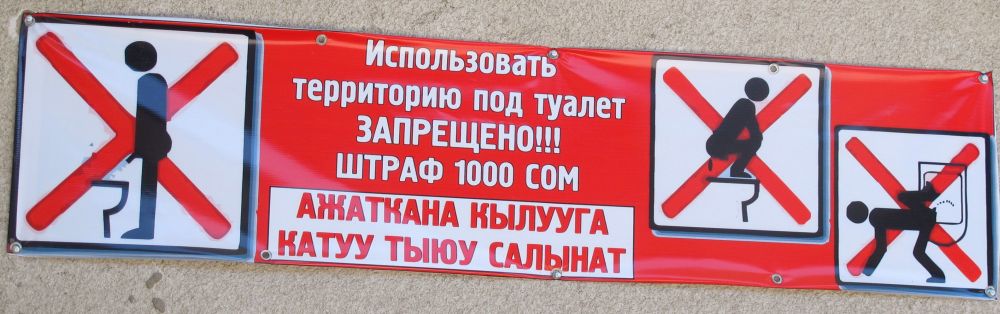 Использовать
территорию под туалет
ЗАПРЕЩЕНО!!!
ШТРАФ 1000 СОМ
АЖАТКАНА КЫЛУУГА
КАТУУ ТЫЮУ САЛЫНАТ